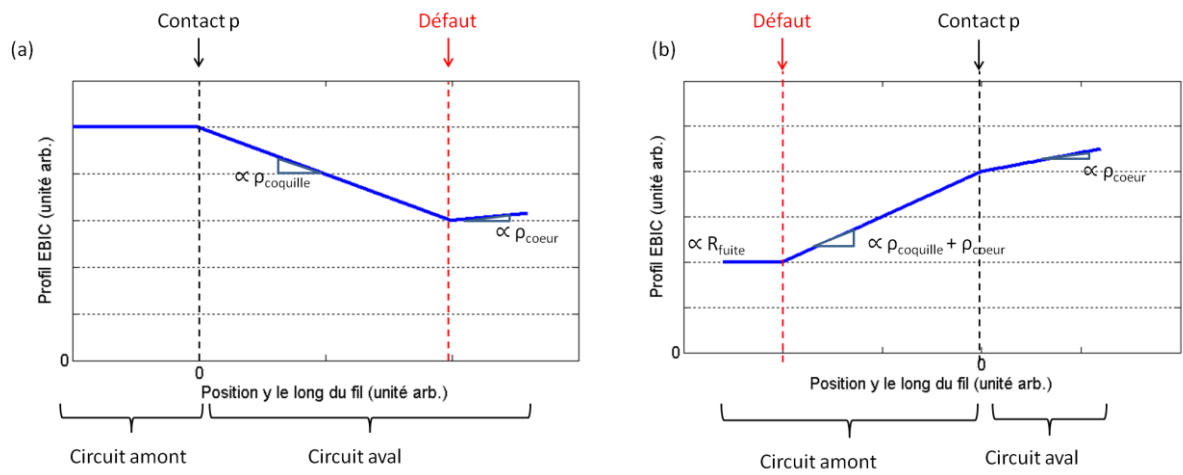 (a)
Contact p
Défaut
Profil EBIC (unité arb.)
∝ ρcoquille
∝ ρcoeur
0
0
Position y le long du fil (unité arb.)
Circuit amont
Circuit aval
(b)
Défaut
Contact p
Profil EBIC (unité arb.)
∝ Rfuite
∝ ρcoquille + ρcoeur
∝ ρcoeur
0
0
Position y le long du fil (unité arb.)
Circuit amont
Circuit aval